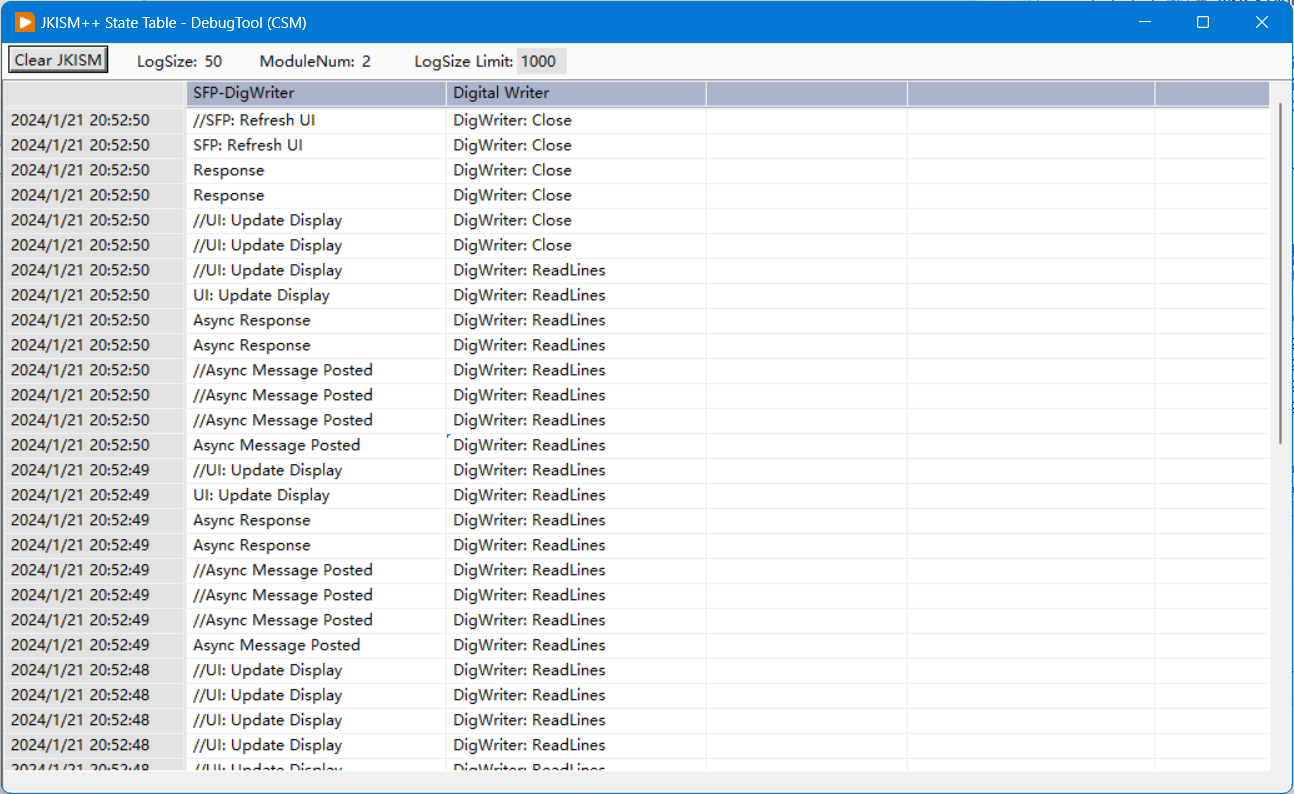 JKISM++ State Table - DebugTool (CSM)
Clear JKISM LogSize: 50 ModuleNum: 2 LogSize Limit: 1000
SFP-DigWriter Digital Writer
2024/1/21 20:52:50 //SFP: Refresh UI DigWriter: Close
2024/1/21 20:52:50 SFP: Refresh UI DigWriter: Close
2024/1/21 20:52:50 Response DigWriter: Close
2024/1/21 20:52:50 Response DigWriter: Close
2024/1/21 20:52:50 //UI: Update Display DigWriter: Close
2024/1/21 20:52:50 //UI: Update Display DigWriter: Close
2024/1/21 20:52:50 //UI: Update Display DigWriter: ReadLines
2024/1/21 20:52:50 UI: Update Display DigWriter: ReadLines
2024/1/21 20:52:50 Async Response DigWriter: ReadLines
2024/1/21 20:52:50 Async Response DigWriter: ReadLines
2024/1/21 20:52:50 //Async Message Posted DigWriter: ReadLines
2024/1/21 20:52:50 //Async Message Posted DigWriter: ReadLines
2024/1/21 20:52:50 //Async Message Posted DigWriter: ReadLines
2024/1/21 20:52:50 Async Message Posted DigWriter: ReadLines
2024/1/21 20:52:49 //UI: Update Display DigWriter: ReadLines
2024/1/21 20:52:49 UI: Update Display DigWriter: ReadLines
2024/1/21 20:52:49 Async Response DigWriter: ReadLines
2024/1/21 20:52:49 Async Response DigWriter: ReadLines
2024/1/21 20:52:49 //Async Message Posted DigWriter: ReadLines
2024/1/21 20:52:49 //Async Message Posted DigWriter: ReadLines
2024/1/21 20:52:49 //Async Message Posted DigWriter: ReadLines
2024/1/21 20:52:49 Async Message Posted DigWriter: ReadLines
2024/1/21 20:52:48 //UI: Update Display DigWriter: ReadLines
2024/1/21 20:52:48 //UI: Update Display DigWriter: ReadLines
2024/1/21 20:52:48 //UI: Update Display DigWriter: ReadLines
2024/1/21 20:52:48 //UI: Update Display DigWriter: ReadLines
2024/1/21 20:52:48 //UI: Update Display DigWriter: ReadLines